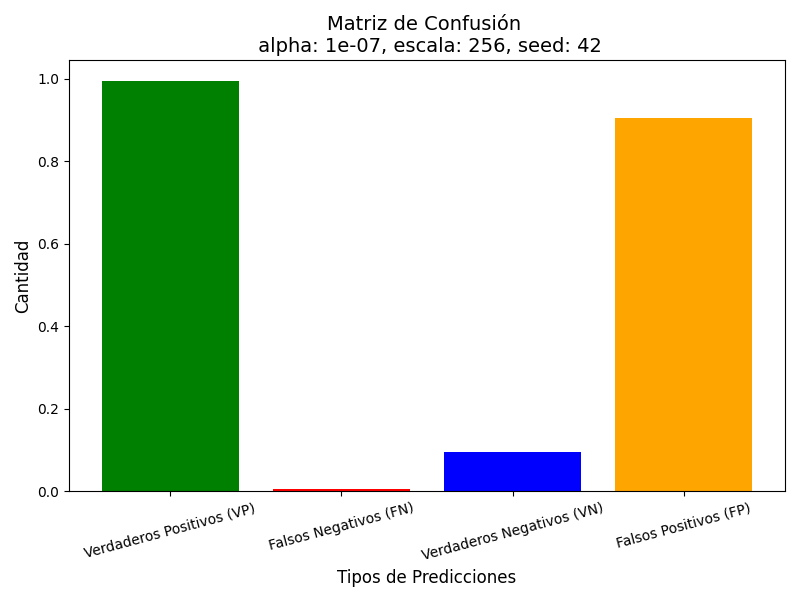 Matriz de Confusión
alpha: 1e-07, escala: 256, seed: 42
Cantidad
1.0
0.8
0.6
0.4
0.2
0.0
Verdaderos Positivos (VP)
Falsos Negativos (FN)
Verdaderos Negativos (VN)
Falsos Positivos (FP)
Tipos de Predicciones